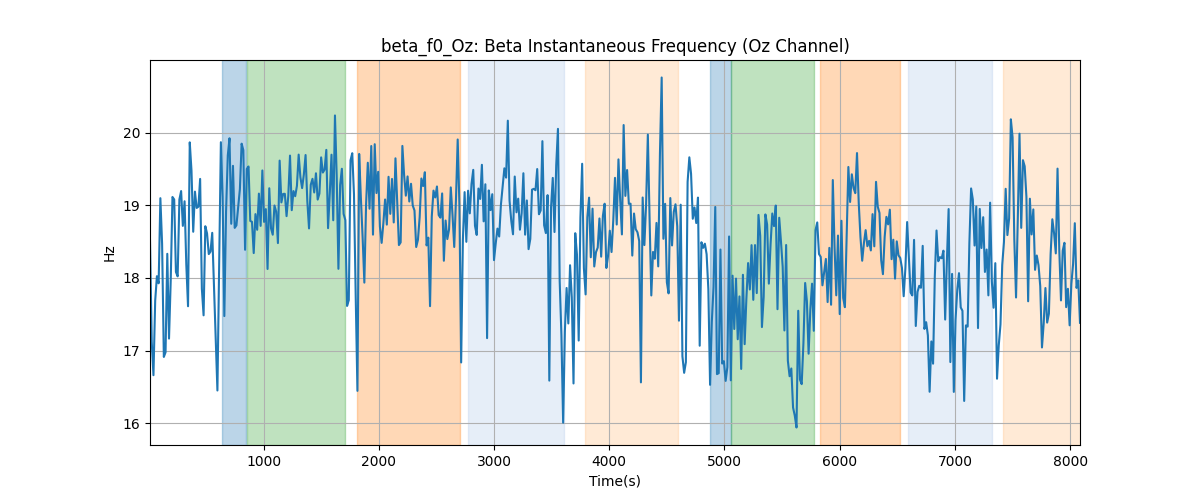 beta_f0_Oz: Beta Instantaneous Frequency (Oz Channel)
Hz
20
19
18
17
16
1000 2000 3000 4000 5000 6000 7000 8000
Time(s)